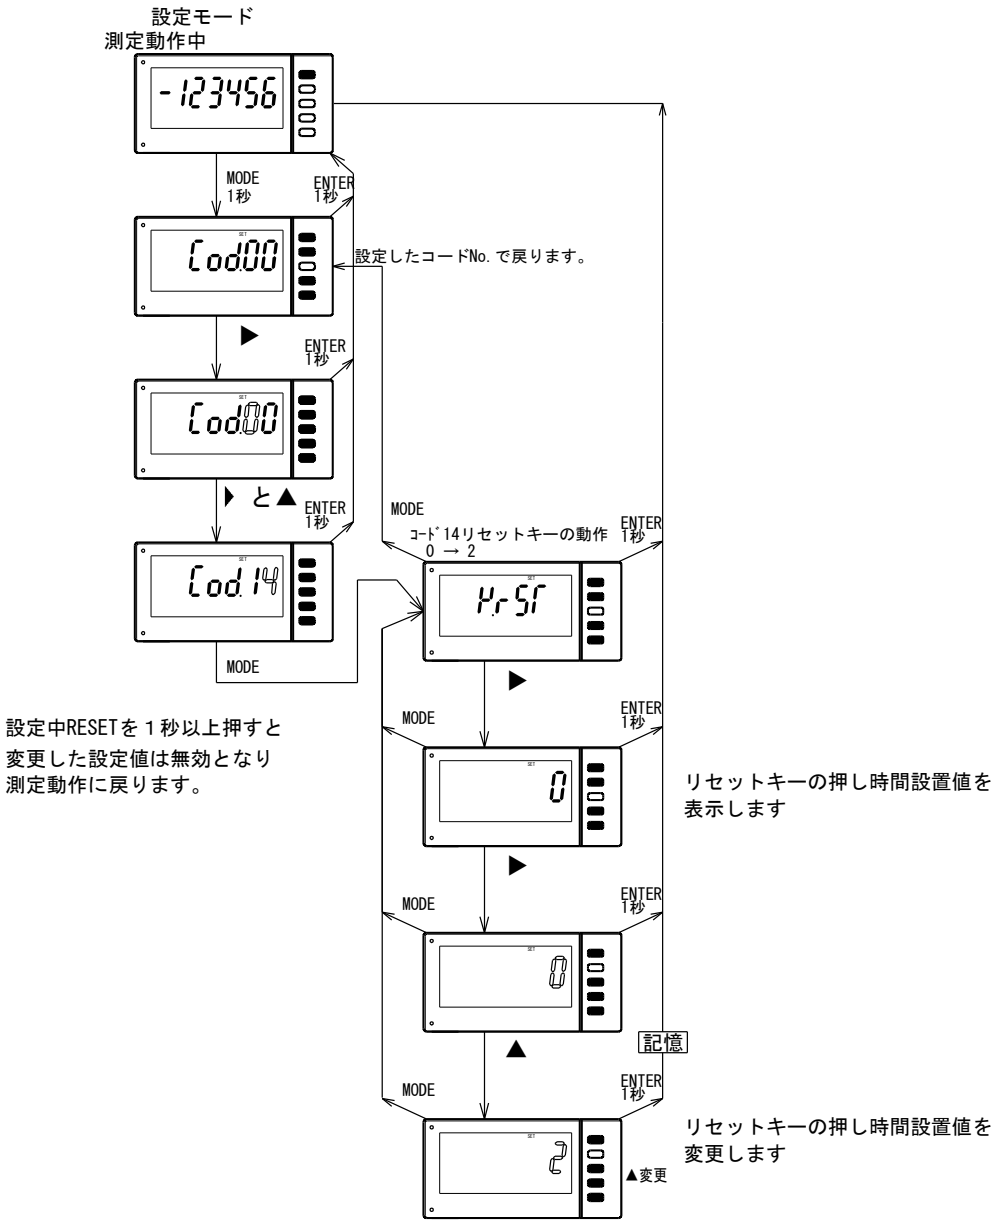 設定モード
測定動作中
-123456
MODE
1秒
ENTER
1秒
SET
Cod.00
設定したコードNo.で戻ります。
▶
ENTER
1秒
SET
Cod.00
▶ と▲
ENTER
1秒
SET
Cod.14
MODE
MODE
コード14リセットキーの動作
0 → 2
ENTER
1秒
SET
▶
設定中RESETを1秒以上押すと
変更した設定値は無効となり
測定動作に戻ります。
MODE
ENTER
1秒
SET
0
リセットキーの押し時間設置値を
表示します
▶
MODE
ENTER
1秒
SET
0
▲
記憶
MODE
ENTER
1秒
SET
2
▲変更
リセットキーの押し時間設置値を
変更します